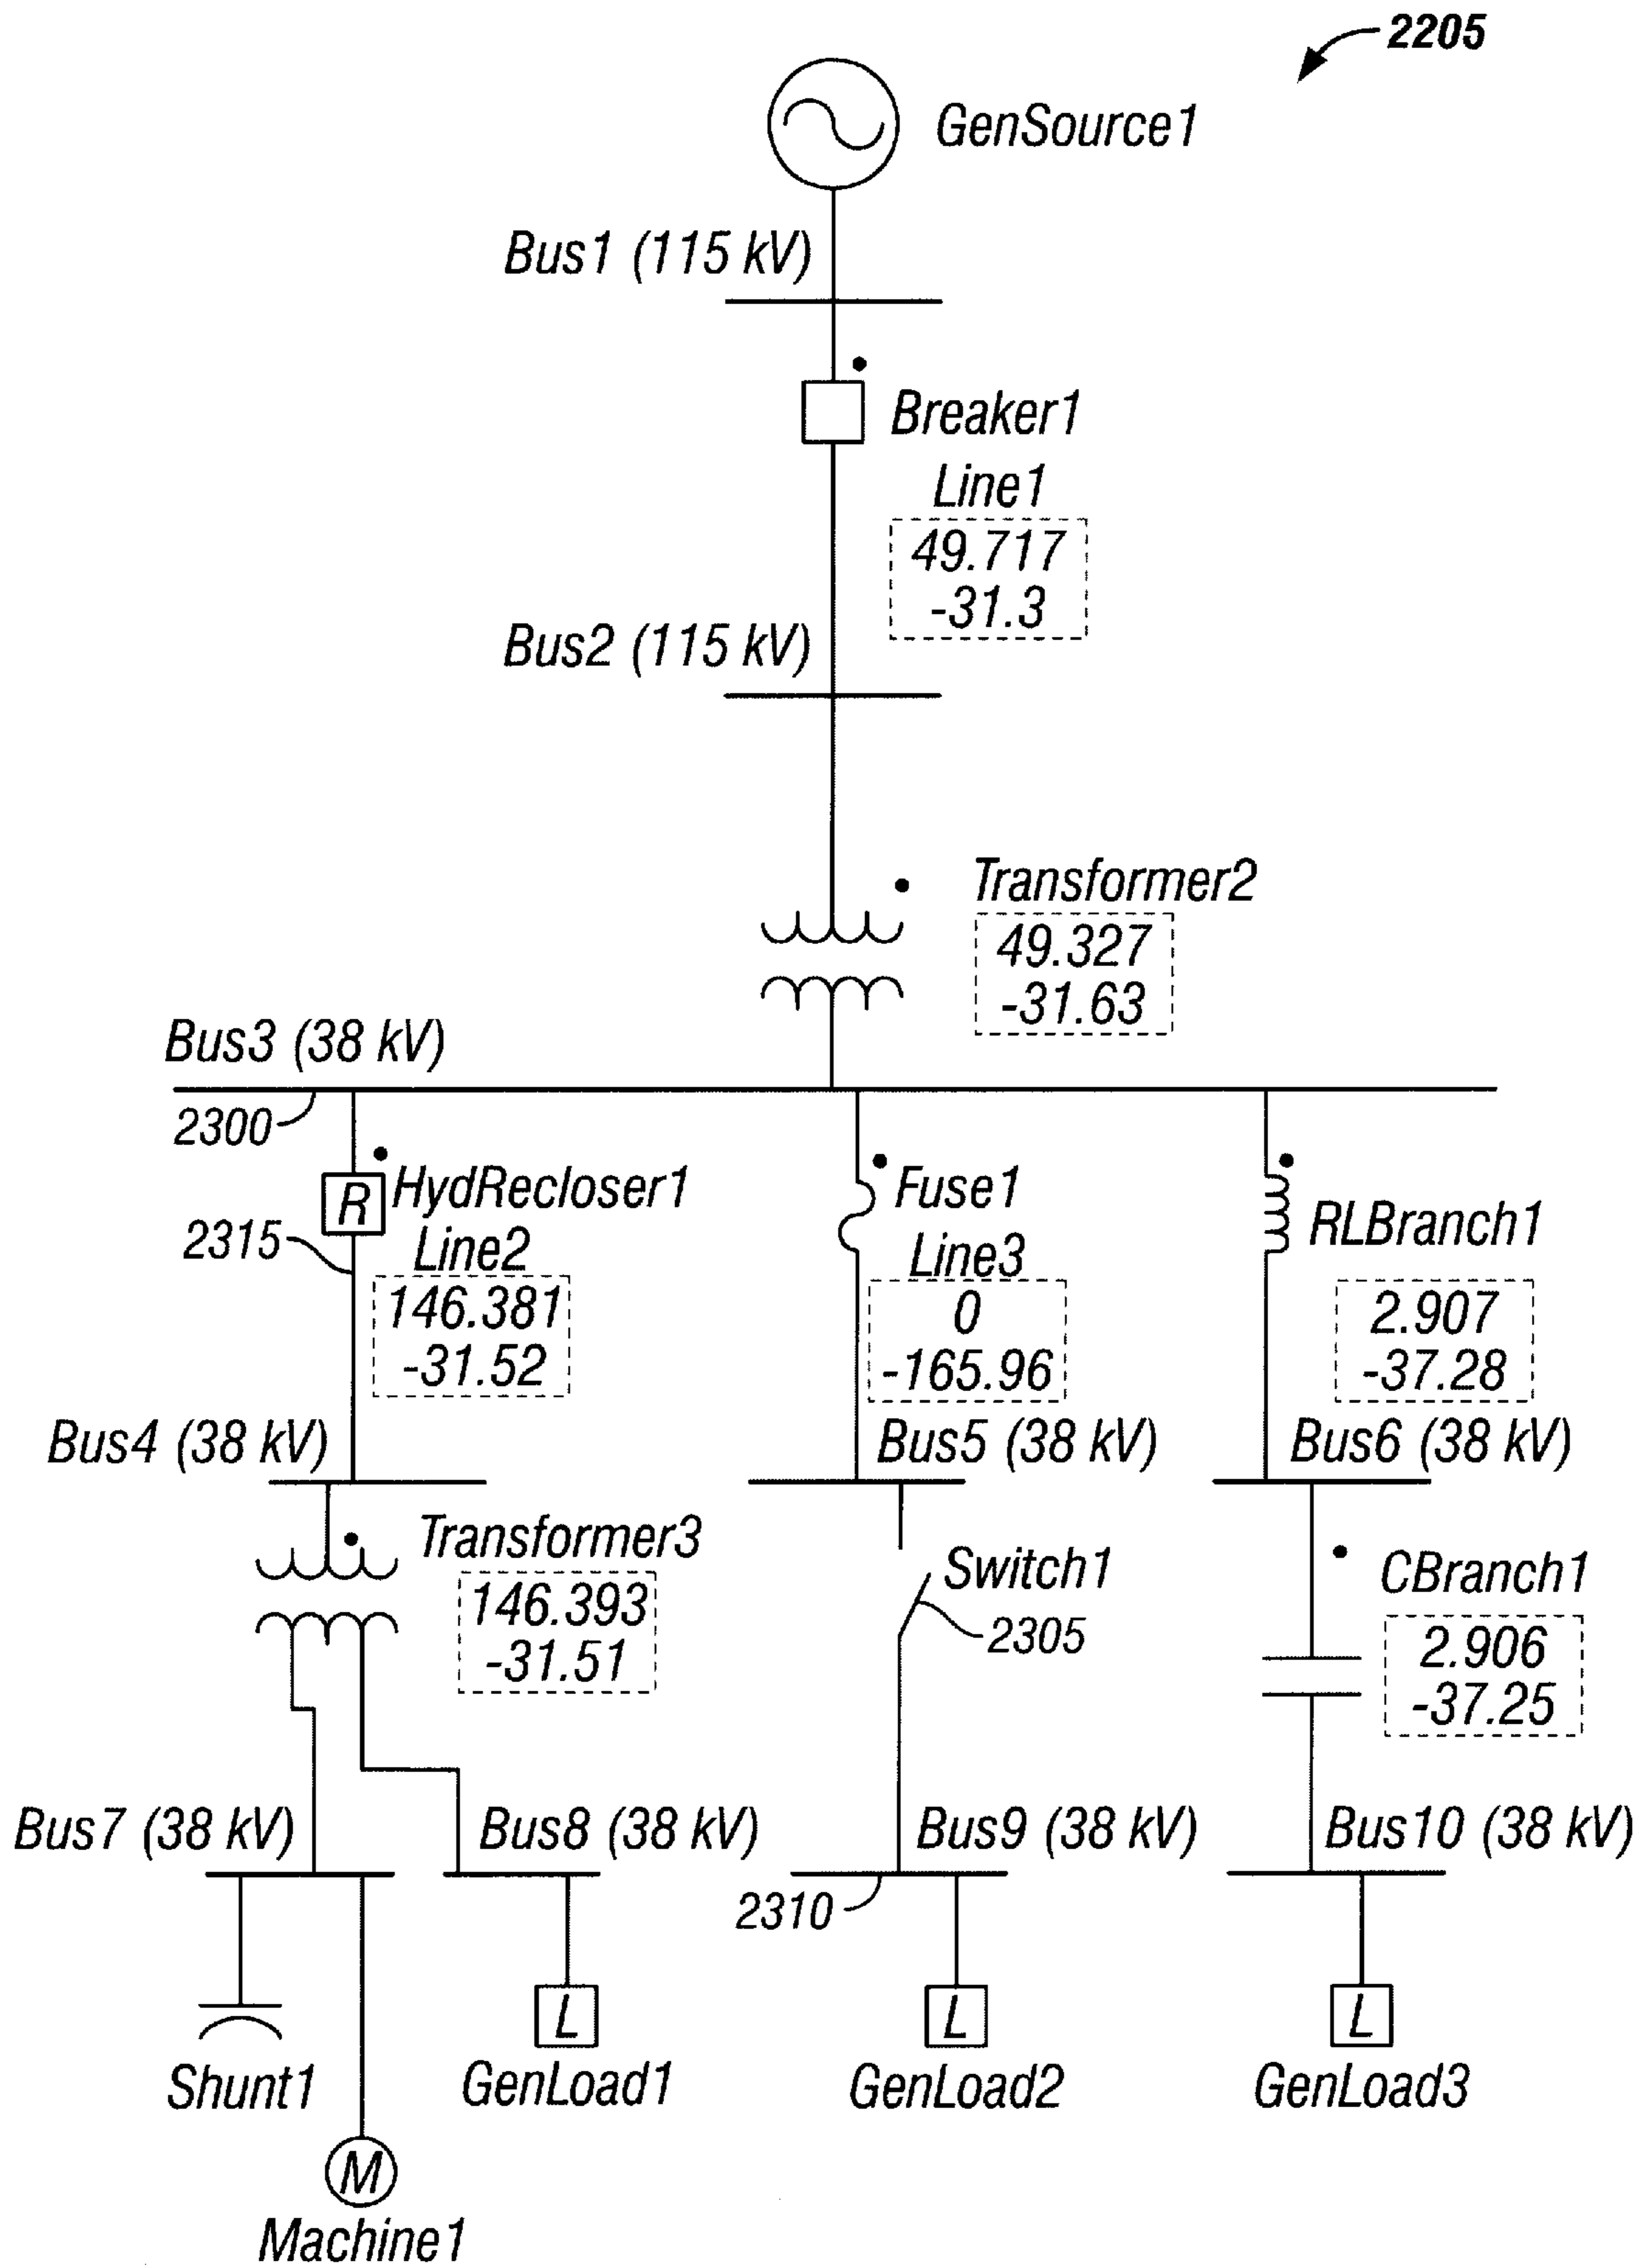 2205
GenSource1
Bus1 (115 kV)
Breaker1
Line1
49.717
-31.3
Bus2 (115 kV)
Transformer2
49.327
-31.63
Bus3 (38 kV)
2300
R
HydRecloser1
2315
Line2
146.381
-31.52
Fuse1
Line3
0
-165.96
RLBranch1
2.907
-37.28
Bus4 (38 kV)
Bus5 (38 kV)
Bus6 (38 kV)
Transformer3
146.393
-31.51
Switch1
2305
CBranch1
2.906
-37.25
Bus7 (38 kV)
Bus8 (38 kV)
Bus9 (38 kV)
Bus10 (38 kV)
2310
L
L
L
Shunt1
GenLoad1
GenLoad2
GenLoad3
M
Machine1